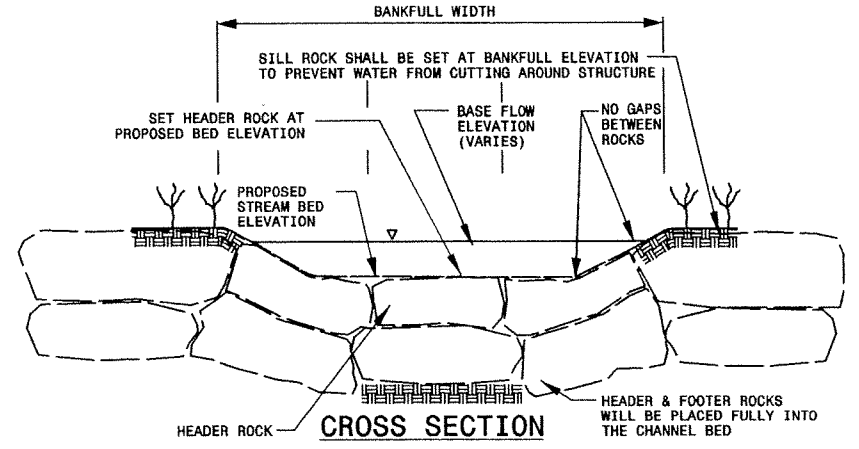 BANKFULL WIDTH
SILL ROCK SHALL BE SET AT BANKFULL ELEVATION
TO PREVENT WATER FROM CUTTING AROUND STRUCTURE
SET HEADER ROCK AT
PROPOSED BED ELEVATION
BASE FLOW
ELEVATION
(VARIES)
NO GAPS
BETWEEN
ROCKS
PROPOSED
STREAM BED
ELEVATION
HEADER ROCK
CROSS SECTION
HEADER & FOOTER ROCKS
WILL BE PLACED FULLY INTO
THE CHANNEL BED